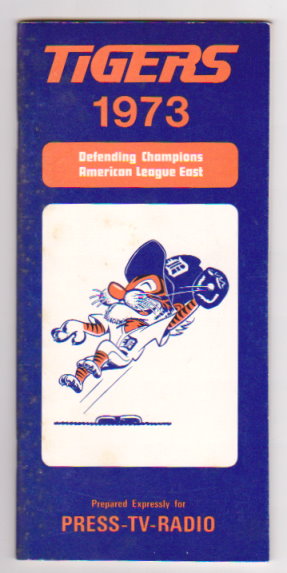 TiGERS
1973
Defending Champions
American League East
D
D
Prepared Expressly for
PRESS-TV-RADIO